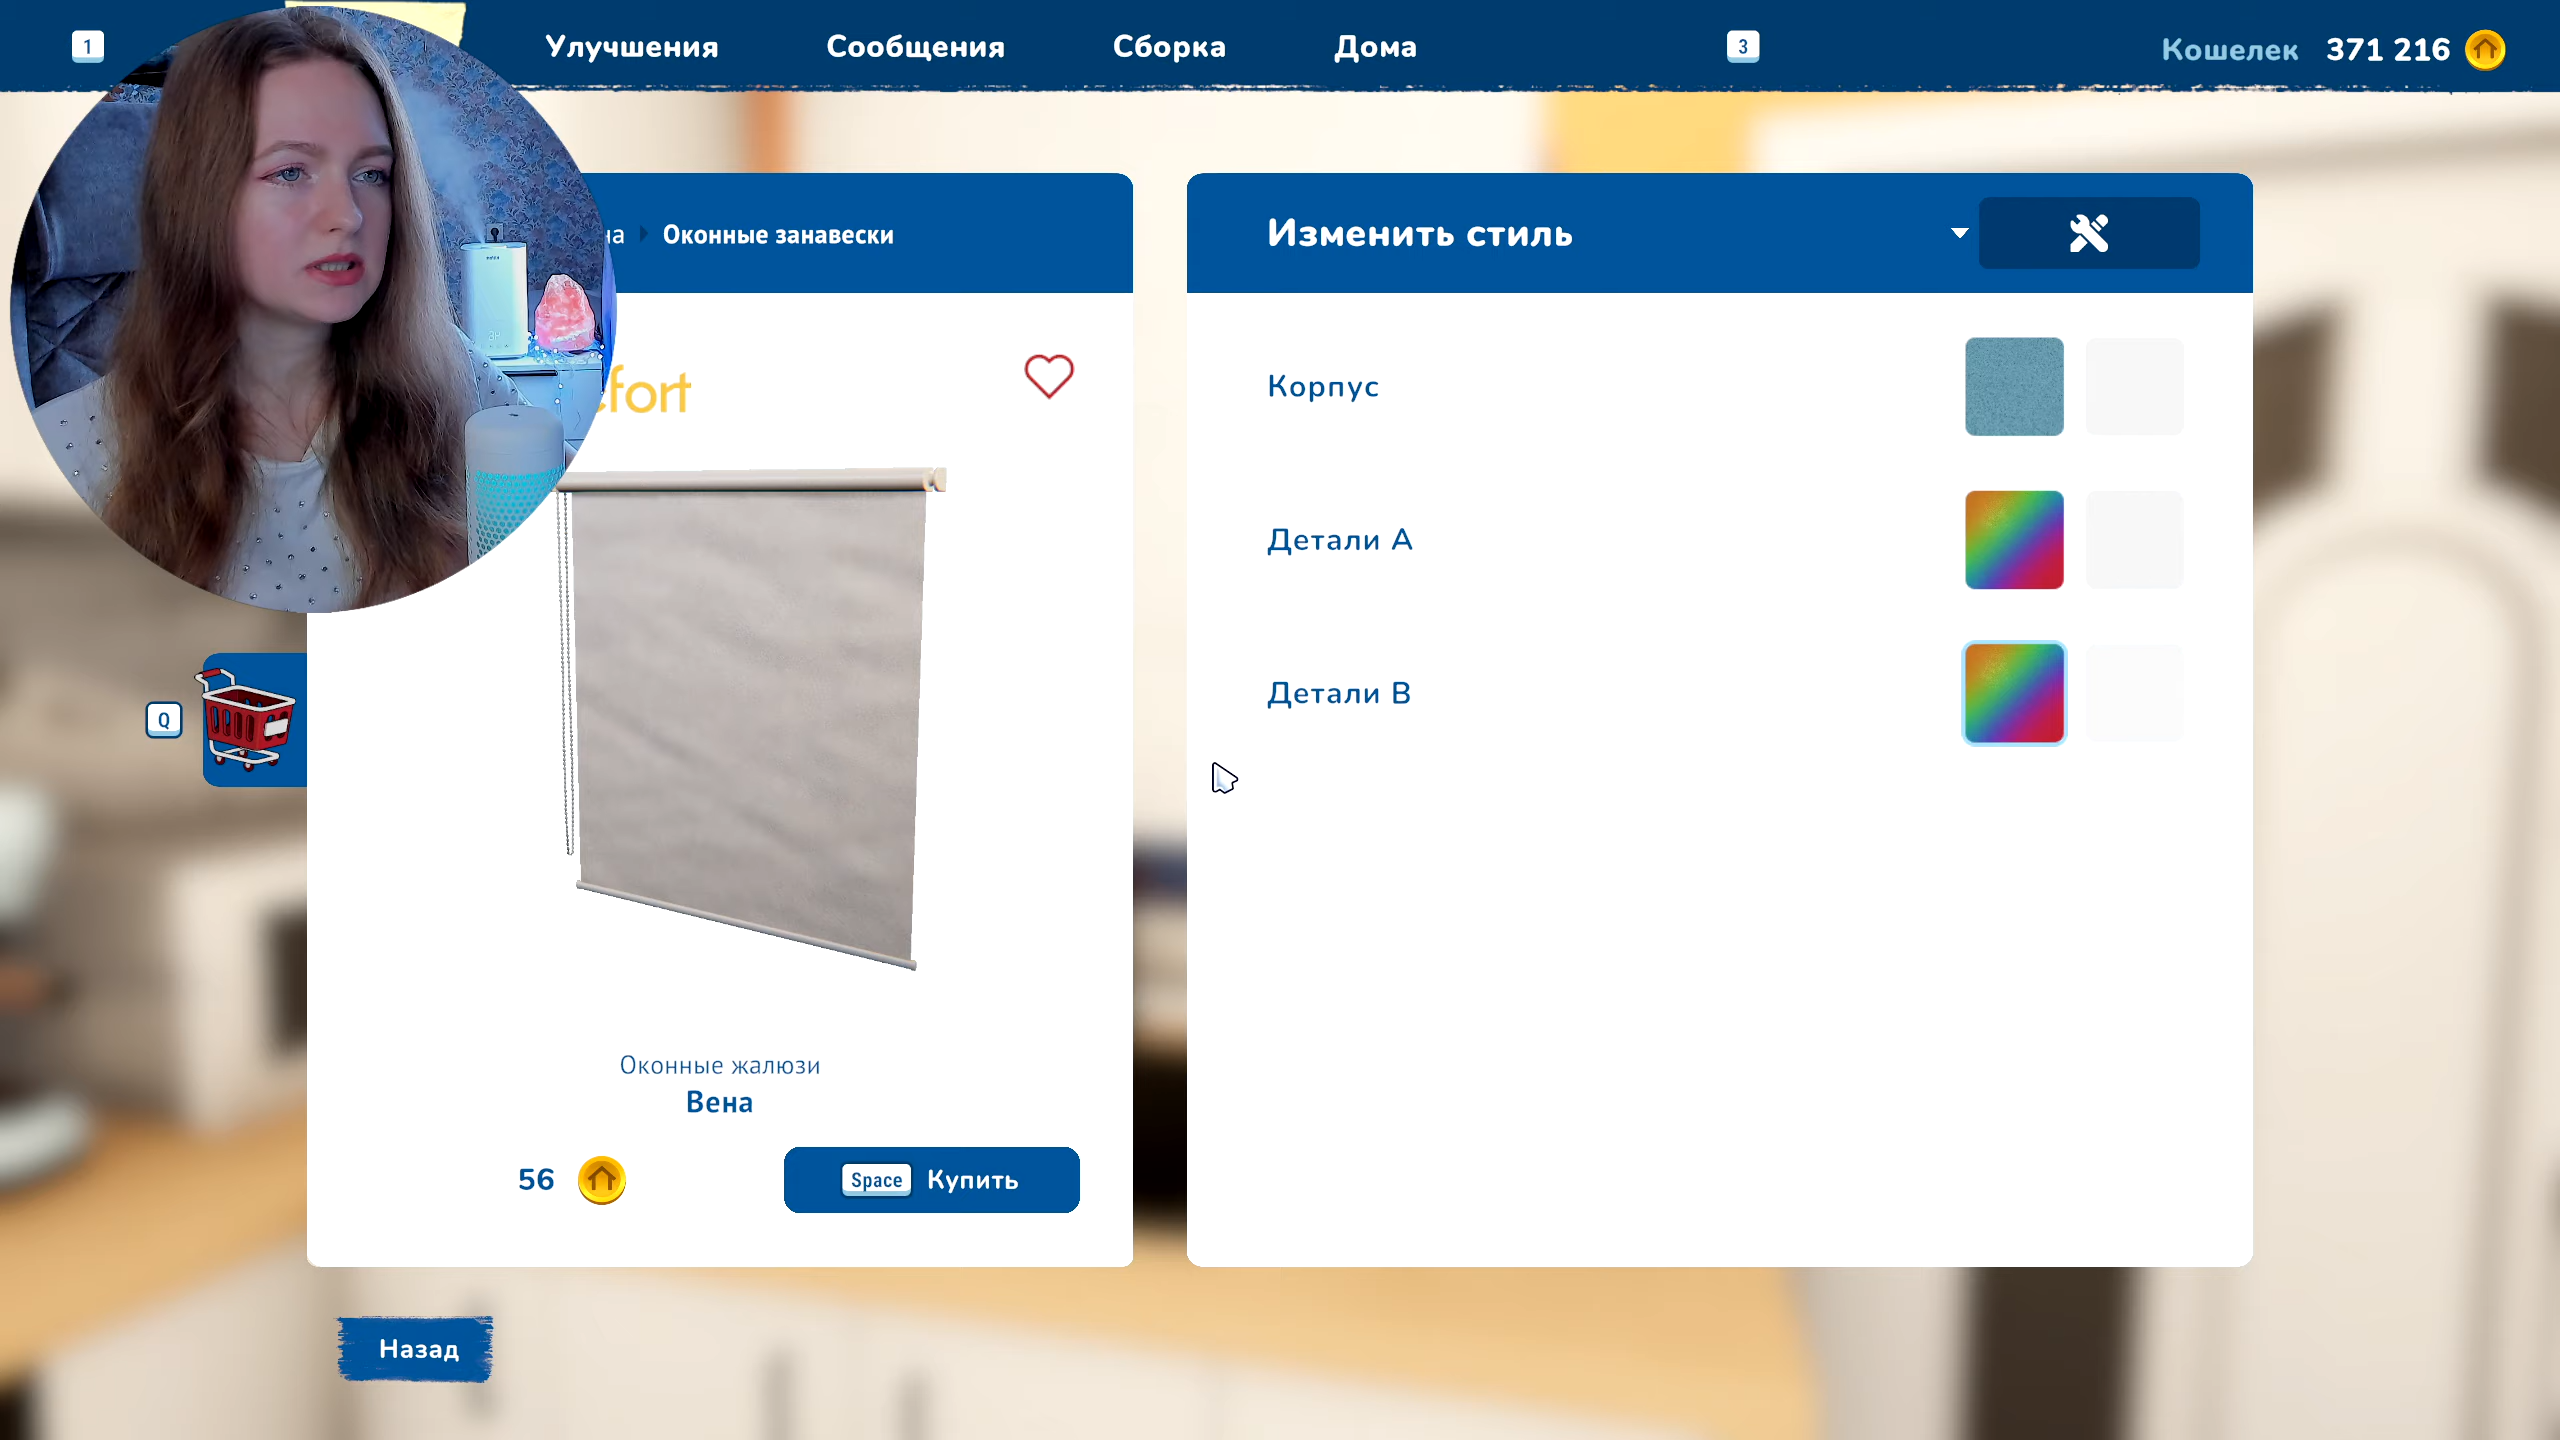 1
Улучшения
Сообщения
Сборка
Дома
3
Кошелек 371 216
Оконные занавески
Изменить стиль
Корпус
Детали A
Детали B
Q
Оконные жалюзи
Вена
56
Space Купить
Назад